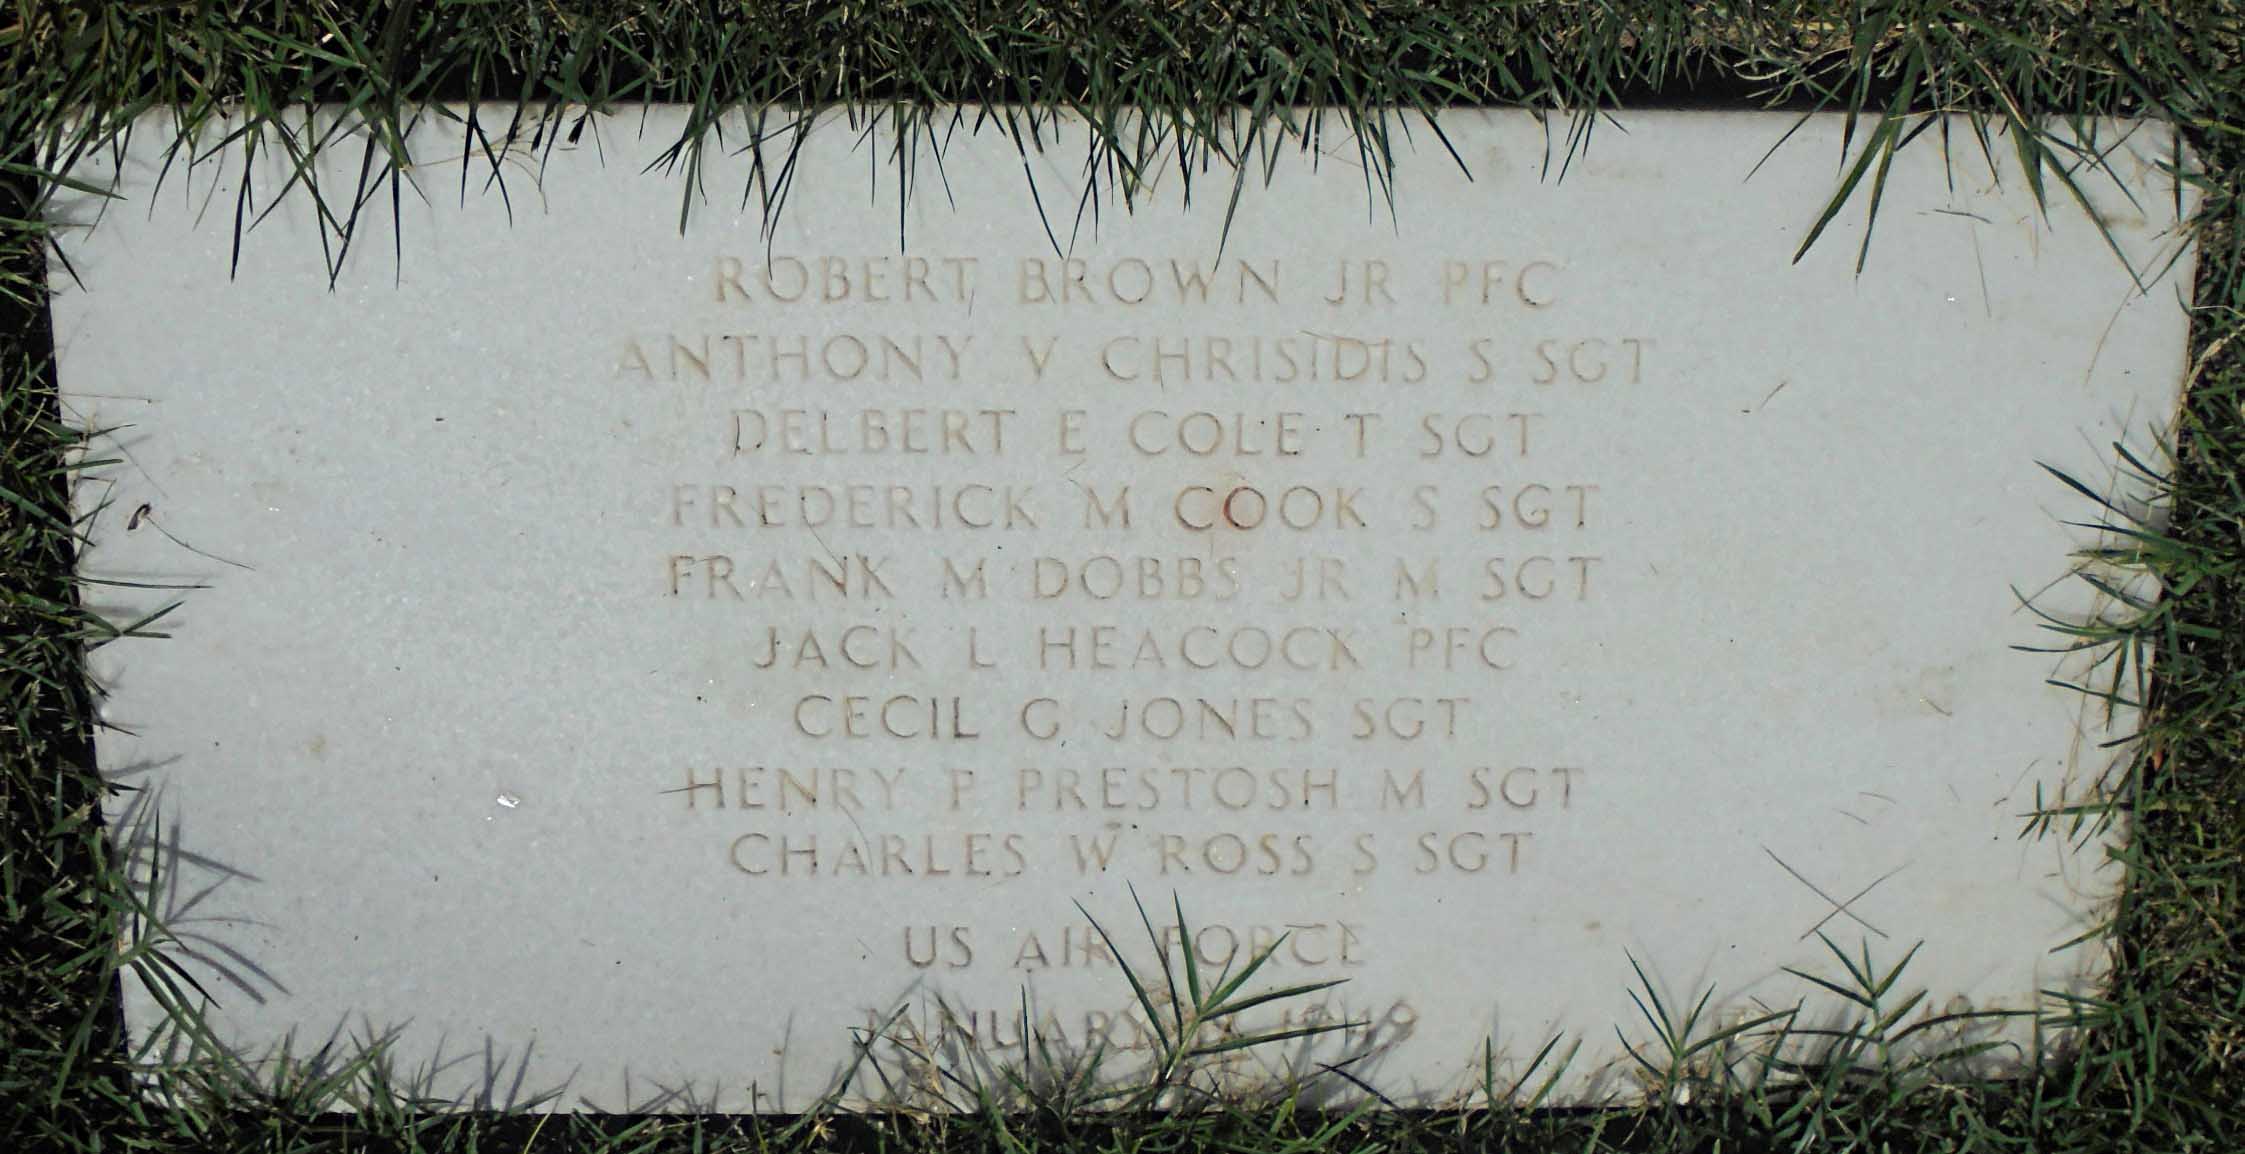 ROBERT BROWN JR PFC
ANTHONY V CHRISIDIS S SGT
DELBERT E COLE T SGT
FREDERICK M COOK S SGT
FRANK M DOBBS JR M SGT
JACK L HEACOCK PFC
CECIL G JONES SGT
HENRY P PRESTOSH M SGT
CHARLES W ROSS S SGT
US AIR FORCE
JANUARY 1949